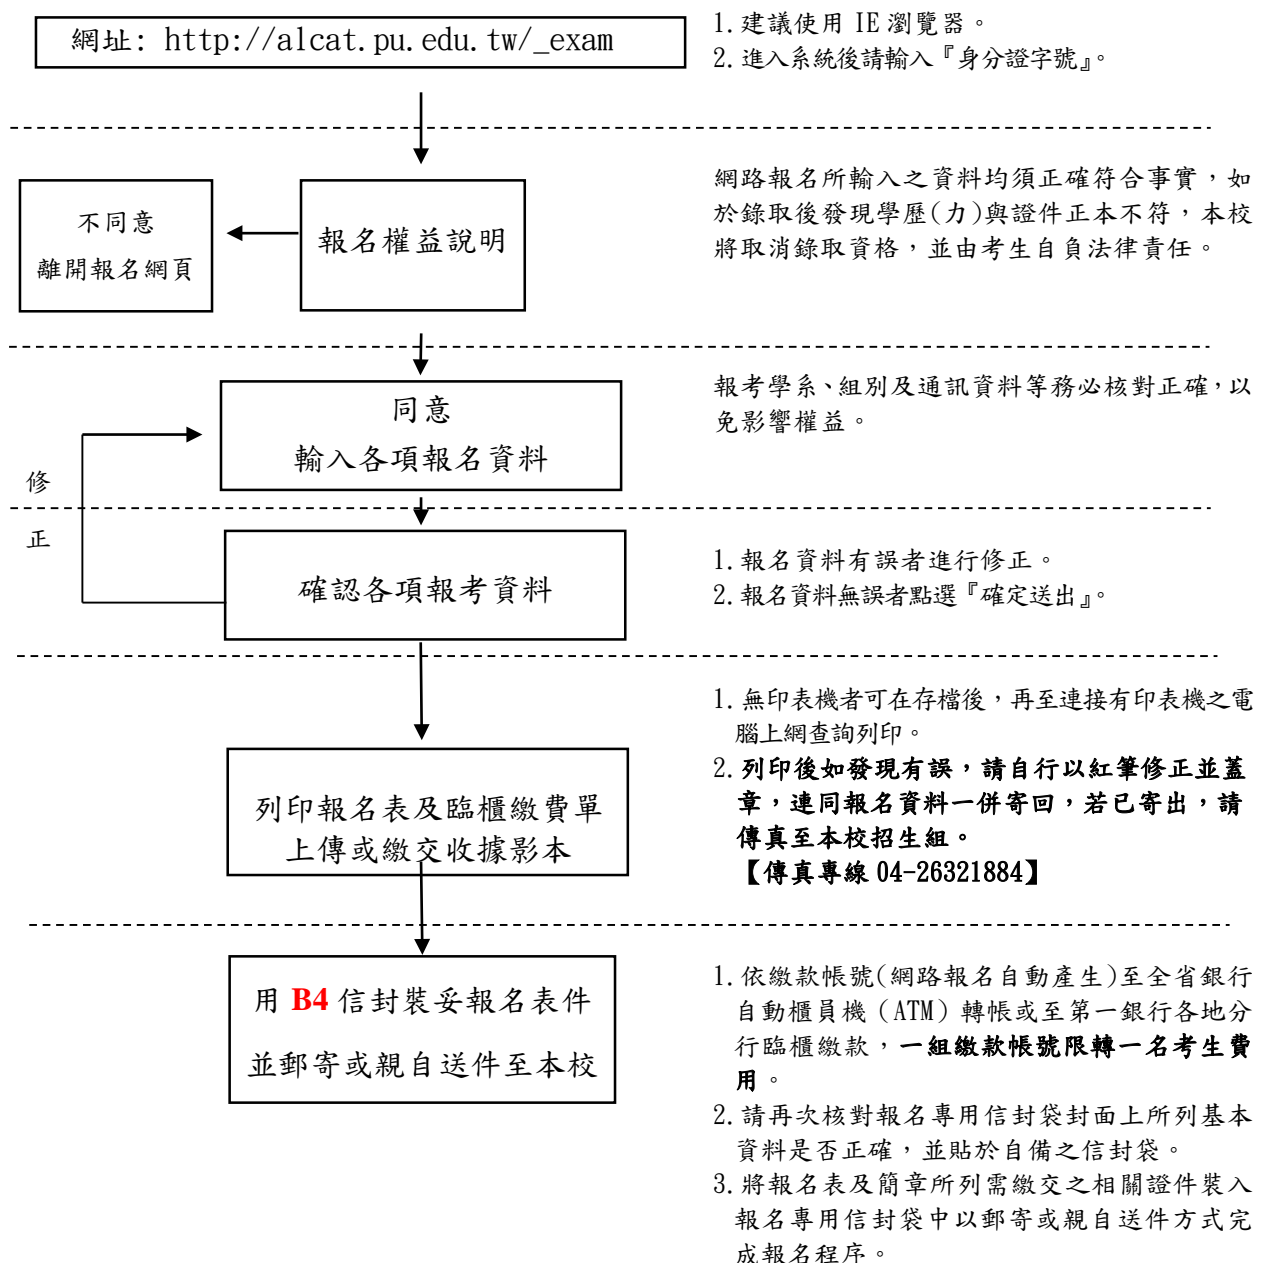 網址: http://alcat.pu.edu.tw/_exam
1. 建議使用 IE 瀏覽器。
2. 進入系統後請輸入『身分證字號』。
不同意
離開報名網頁
報名權益說明
網路報名所輸入之資料均須正確符合事實，如
於錄取後發現學歷(力)與證件正本不符，本校
將取消錄取資格，並由考生自負法律責任。
同意
輸入各項報名資料
報考學系、組別及通訊資料等務必核對正確，以
免影響權益。
修
正
確認各項報考資料
1. 報名資料有誤者進行修正。
2. 報名資料無誤者點選『確定送出』。
列印報名表及臨櫃繳費單
上傳或繳交收據影本
1. 無印表機者可在存檔後，再至連接有印表機之電
腦上網查詢列印。
2. 列印後如發現有誤，請自行以紅筆修正並蓋
章，連同報名資料一併寄回，若已寄出，請
傳真至本校招生組。
【傳真專線 04-26321884】
用 B4 信封裝妥報名表件
並郵寄或親自送件至本校
1. 依繳款帳號(網路報名自動產生)至全省銀行
自動櫃員機（ATM）轉帳或至第一銀行各地分
行臨櫃繳款，一組繳款帳號限轉一名考生費
用。
2. 請再次核對報名專用信封袋封面上所列基本
資料是否正確，並貼於自備之信封袋。
3. 將報名表及簡章所列需繳交之相關證件裝入
報名專用信封袋中以郵寄或親自送件方式完
成報名程序。